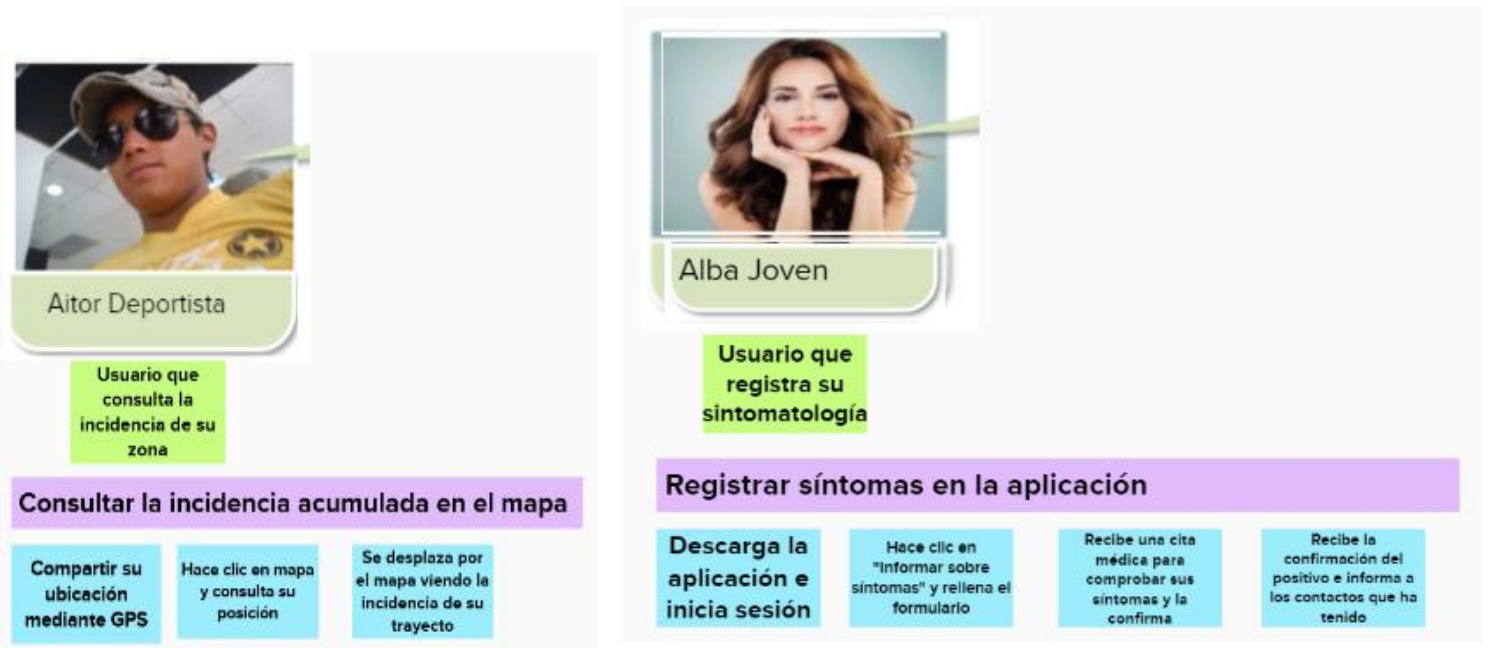 Aitor Deportista
Usuario que
consulta la
incidencia de su
zona
Consultar la incidencia acumulada en el mapa
Compartir su
ubicación
mediante GPS
Hace clic en mapa
y consulta su
posición
Se desplaza por
el mapa viendo la
incidencia de su
trayecto
Alba Joven
Usuario que
registra su
sintomatología
Registrar síntomas en la aplicación
Descarga la
aplicación e
inicia sesión
Hace clic en
"Informar sobre
síntomas" y rellena el
formulario
Recibe una cita
médica para
comprobar sus
síntomas y la
confirma
Recibe la
confirmación del
positivo e informa a
los contactos que ha
tenido